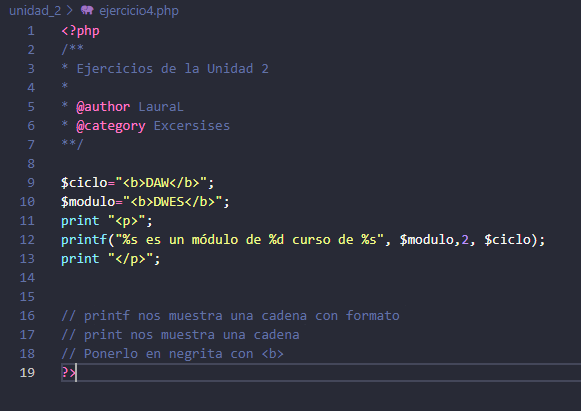 unidad_2 > ejercicio4.php
1 <?php
2 /**
3 * Ejercicios de la Unidad 2
4 *
5 * @author LauraL
6 * @category Excersises
7 **/
8
9 $ciclo="<b>DAW</b>";
10 $modulo="<b>DWES</b>";
11 print "<p>";
12 printf("%s es un módulo de %d curso de %s", $modulo,2, $ciclo);
13 print "</p>";
14
15
16 // printf nos muestra una cadena con formato
17 // print nos muestra una cadena
18 // Ponerlo en negrita con <b>
19 ?>